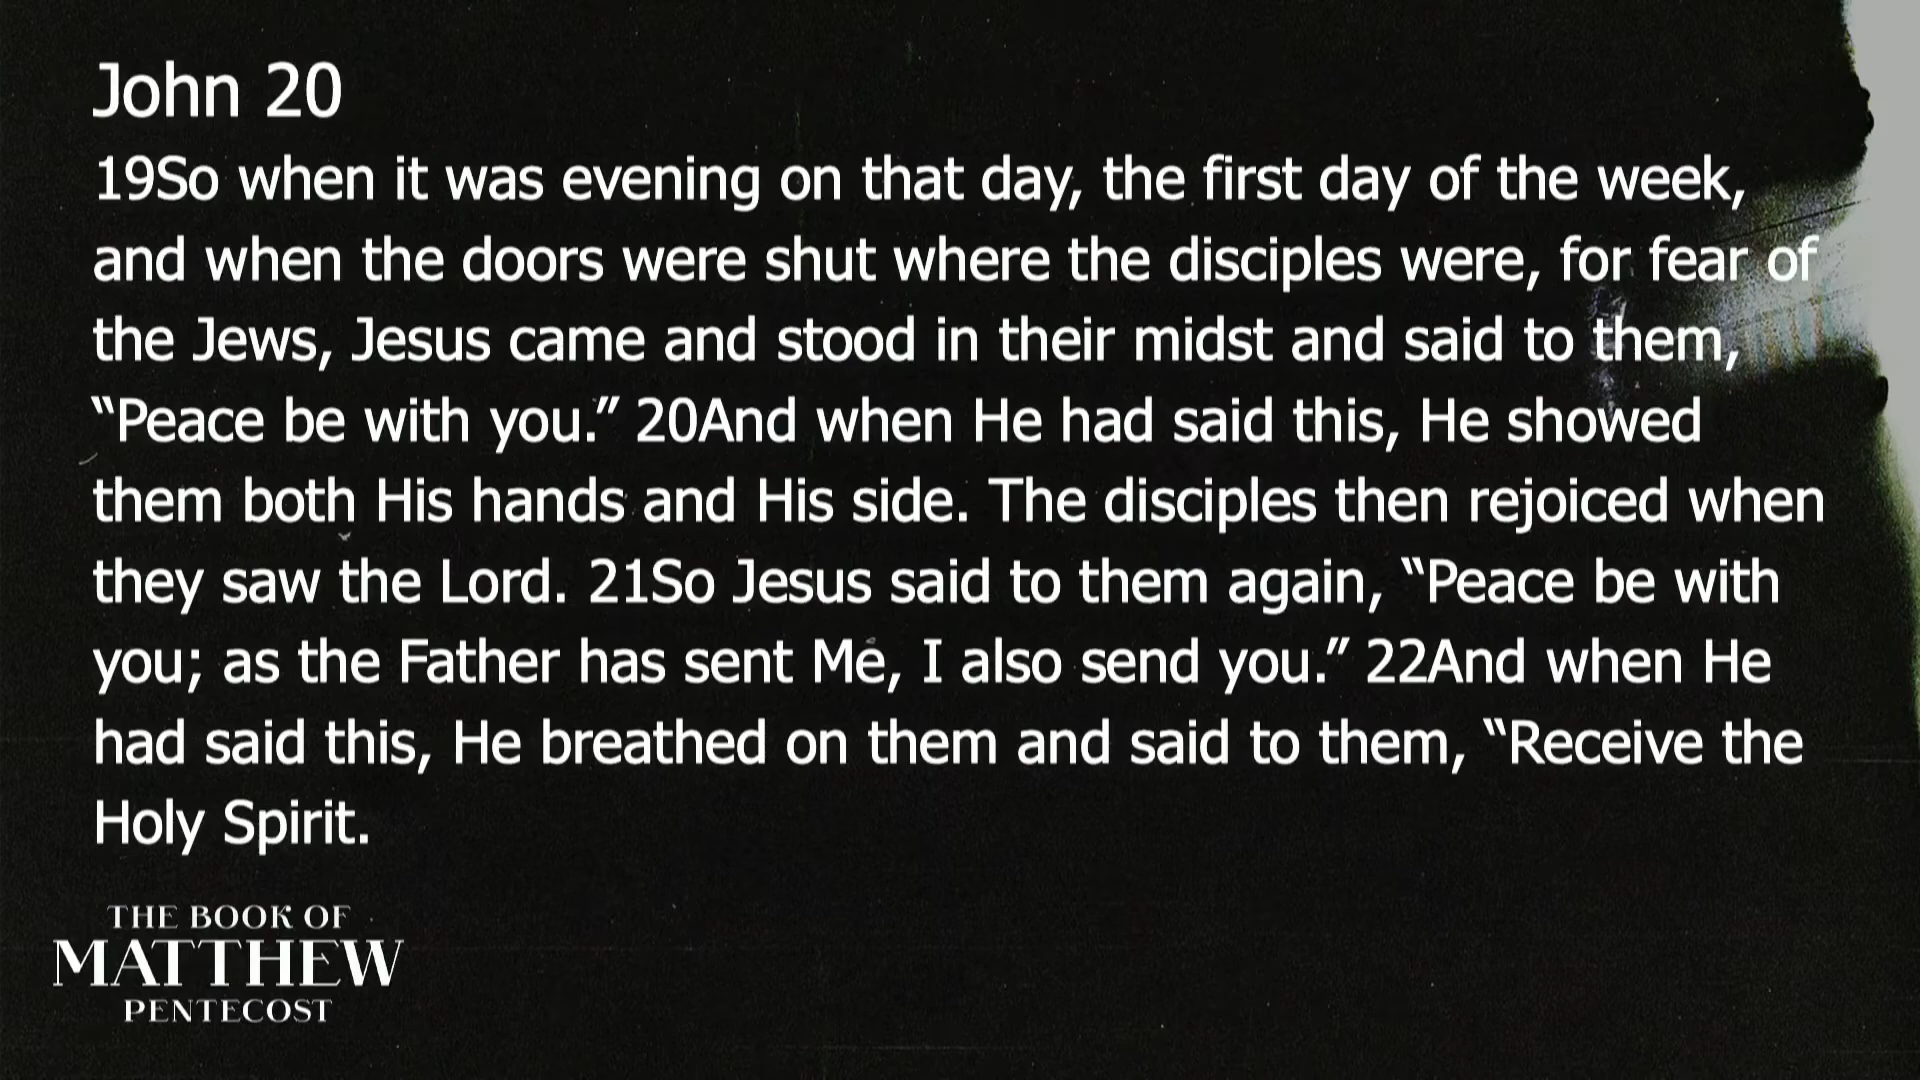 John 20
19So when it was evening on that day, the first day of the week,
and when the doors were shut where the disciples were, for fear of
the Jews, Jesus came and stood in their midst and said to them,
“Peace be with you.” 20And when He had said this, He showed
them both His hands and His side. The disciples then rejoiced when
they saw the Lord. 21So Jesus said to them again, “Peace be with
you; as the Father has sent Me, I also send you.” 22And when He
had said this, He breathed on them and said to them, “Receive the
Holy Spirit.
THE BOOK OF
MATTHEW
PENTECOST